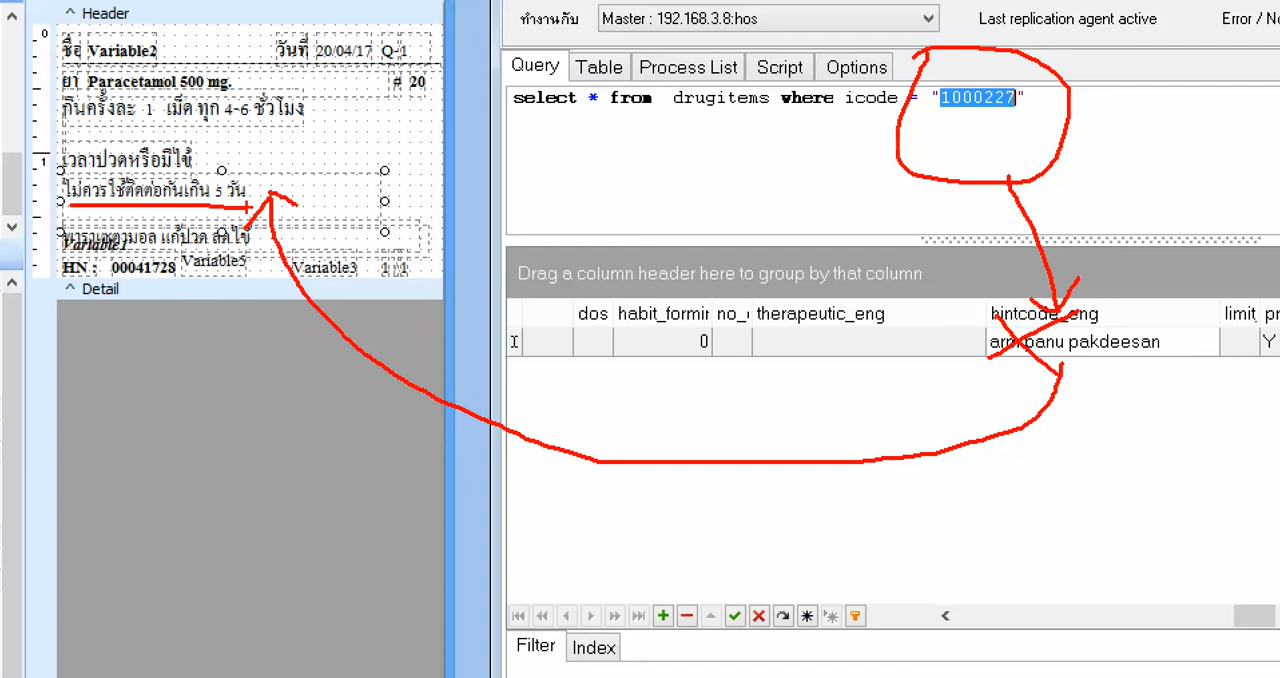 Header
ชื่อ Variable2 วันที่ 20/04/17 Q-1
ยา Paracetamol 500 mg. # 20
กินครั้งละ 1 เม็ด ทุก 4-6 ชั่วโมง
เวลาปวดหรือมีไข้
ไม่ควรใช้ติดต่อกันเกิน 5 วัน
พาราเซตามอล แก้ปวด ลดไข้
Variable1
HN : 00041728 Variable5 Variable3 1 1
Detail
0
1
ทำงานกับ Master : 192.168.3.8:hos Last replication agent active Error / No
Query Table Process List Script Options
select * from drugitems where icode = "1000227"
Drag a column header here to group by that column
dos habit_formin no_ therapeutic_eng hintcode_eng limit_ pr
0 panu pakdeesan Y
Filter Index